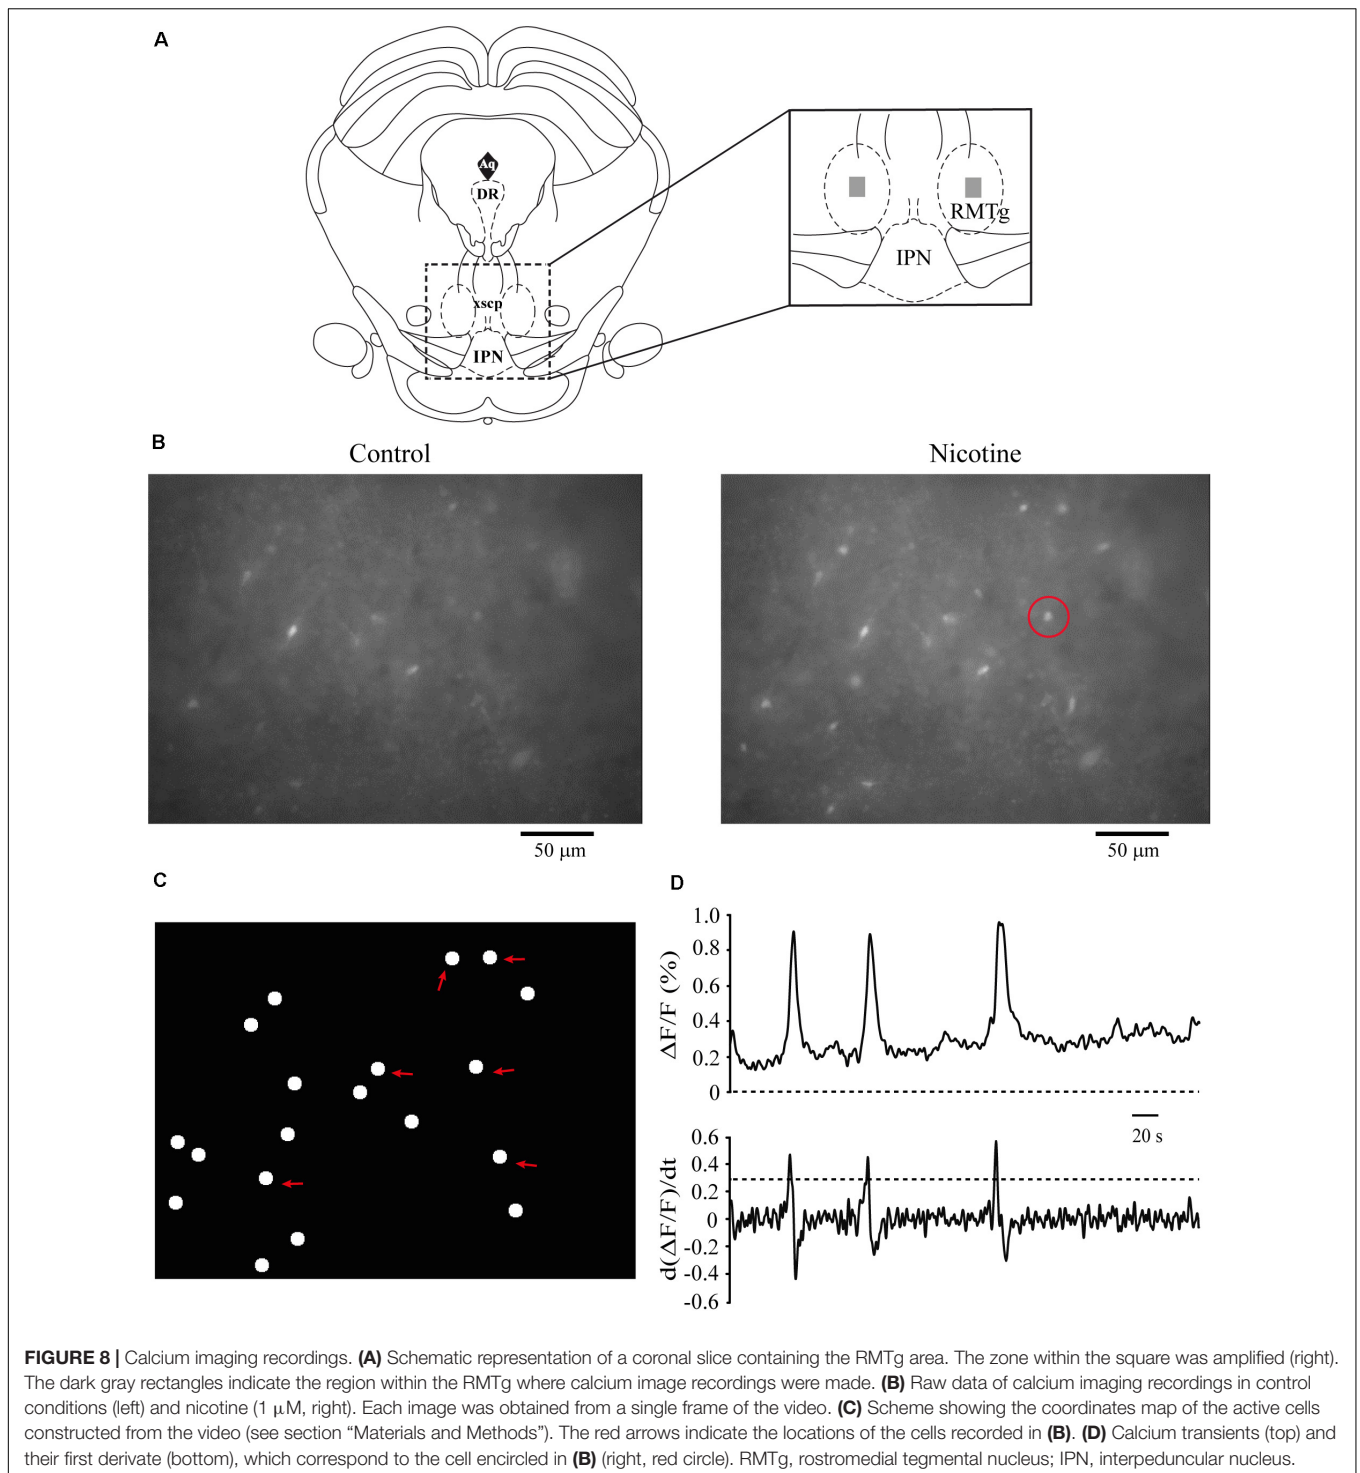 A
Aq
DR
xscp
IPN
RMTg
IPN
B
Control
Nicotine
50 μm
50 μm
C
D
ΔF/F (%)
1.0
0.8
0.6
0.4
0.2
0
20 s
d(ΔF/F)/dt
0.6
0.4
0.2
0
-0.2
-0.4
-0.6
FIGURE 8 | Calcium imaging recordings. (A) Schematic representation of a coronal slice containing the RMTg area. The zone within the square was amplified (right).
The dark gray rectangles indicate the region within the RMTg where calcium image recordings were made. (B) Raw data of calcium imaging recordings in control
conditions (left) and nicotine (1 μM, right). Each image was obtained from a single frame of the video. (C) Scheme showing the coordinates map of the active cells
constructed from the video (see section “Materials and Methods”). The red arrows indicate the locations of the cells recorded in (B). (D) Calcium transients (top) and
their first derivate (bottom), which correspond to the cell encircled in (B) (right, red circle). RMTg, rostromedial tegmental nucleus; IPN, interpeduncular nucleus.